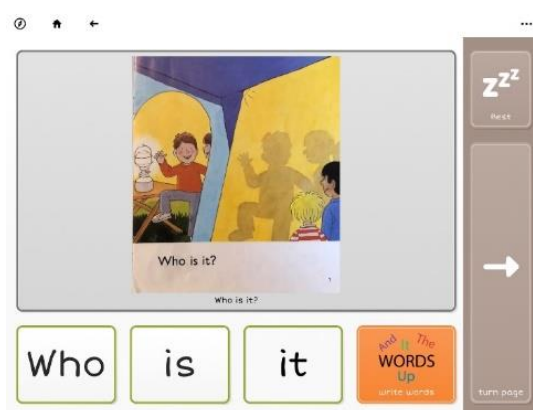 zzz
Rest
Who is it?
Who is it?
Who
is
it
And It The
WORDS
Up
write words
turn page